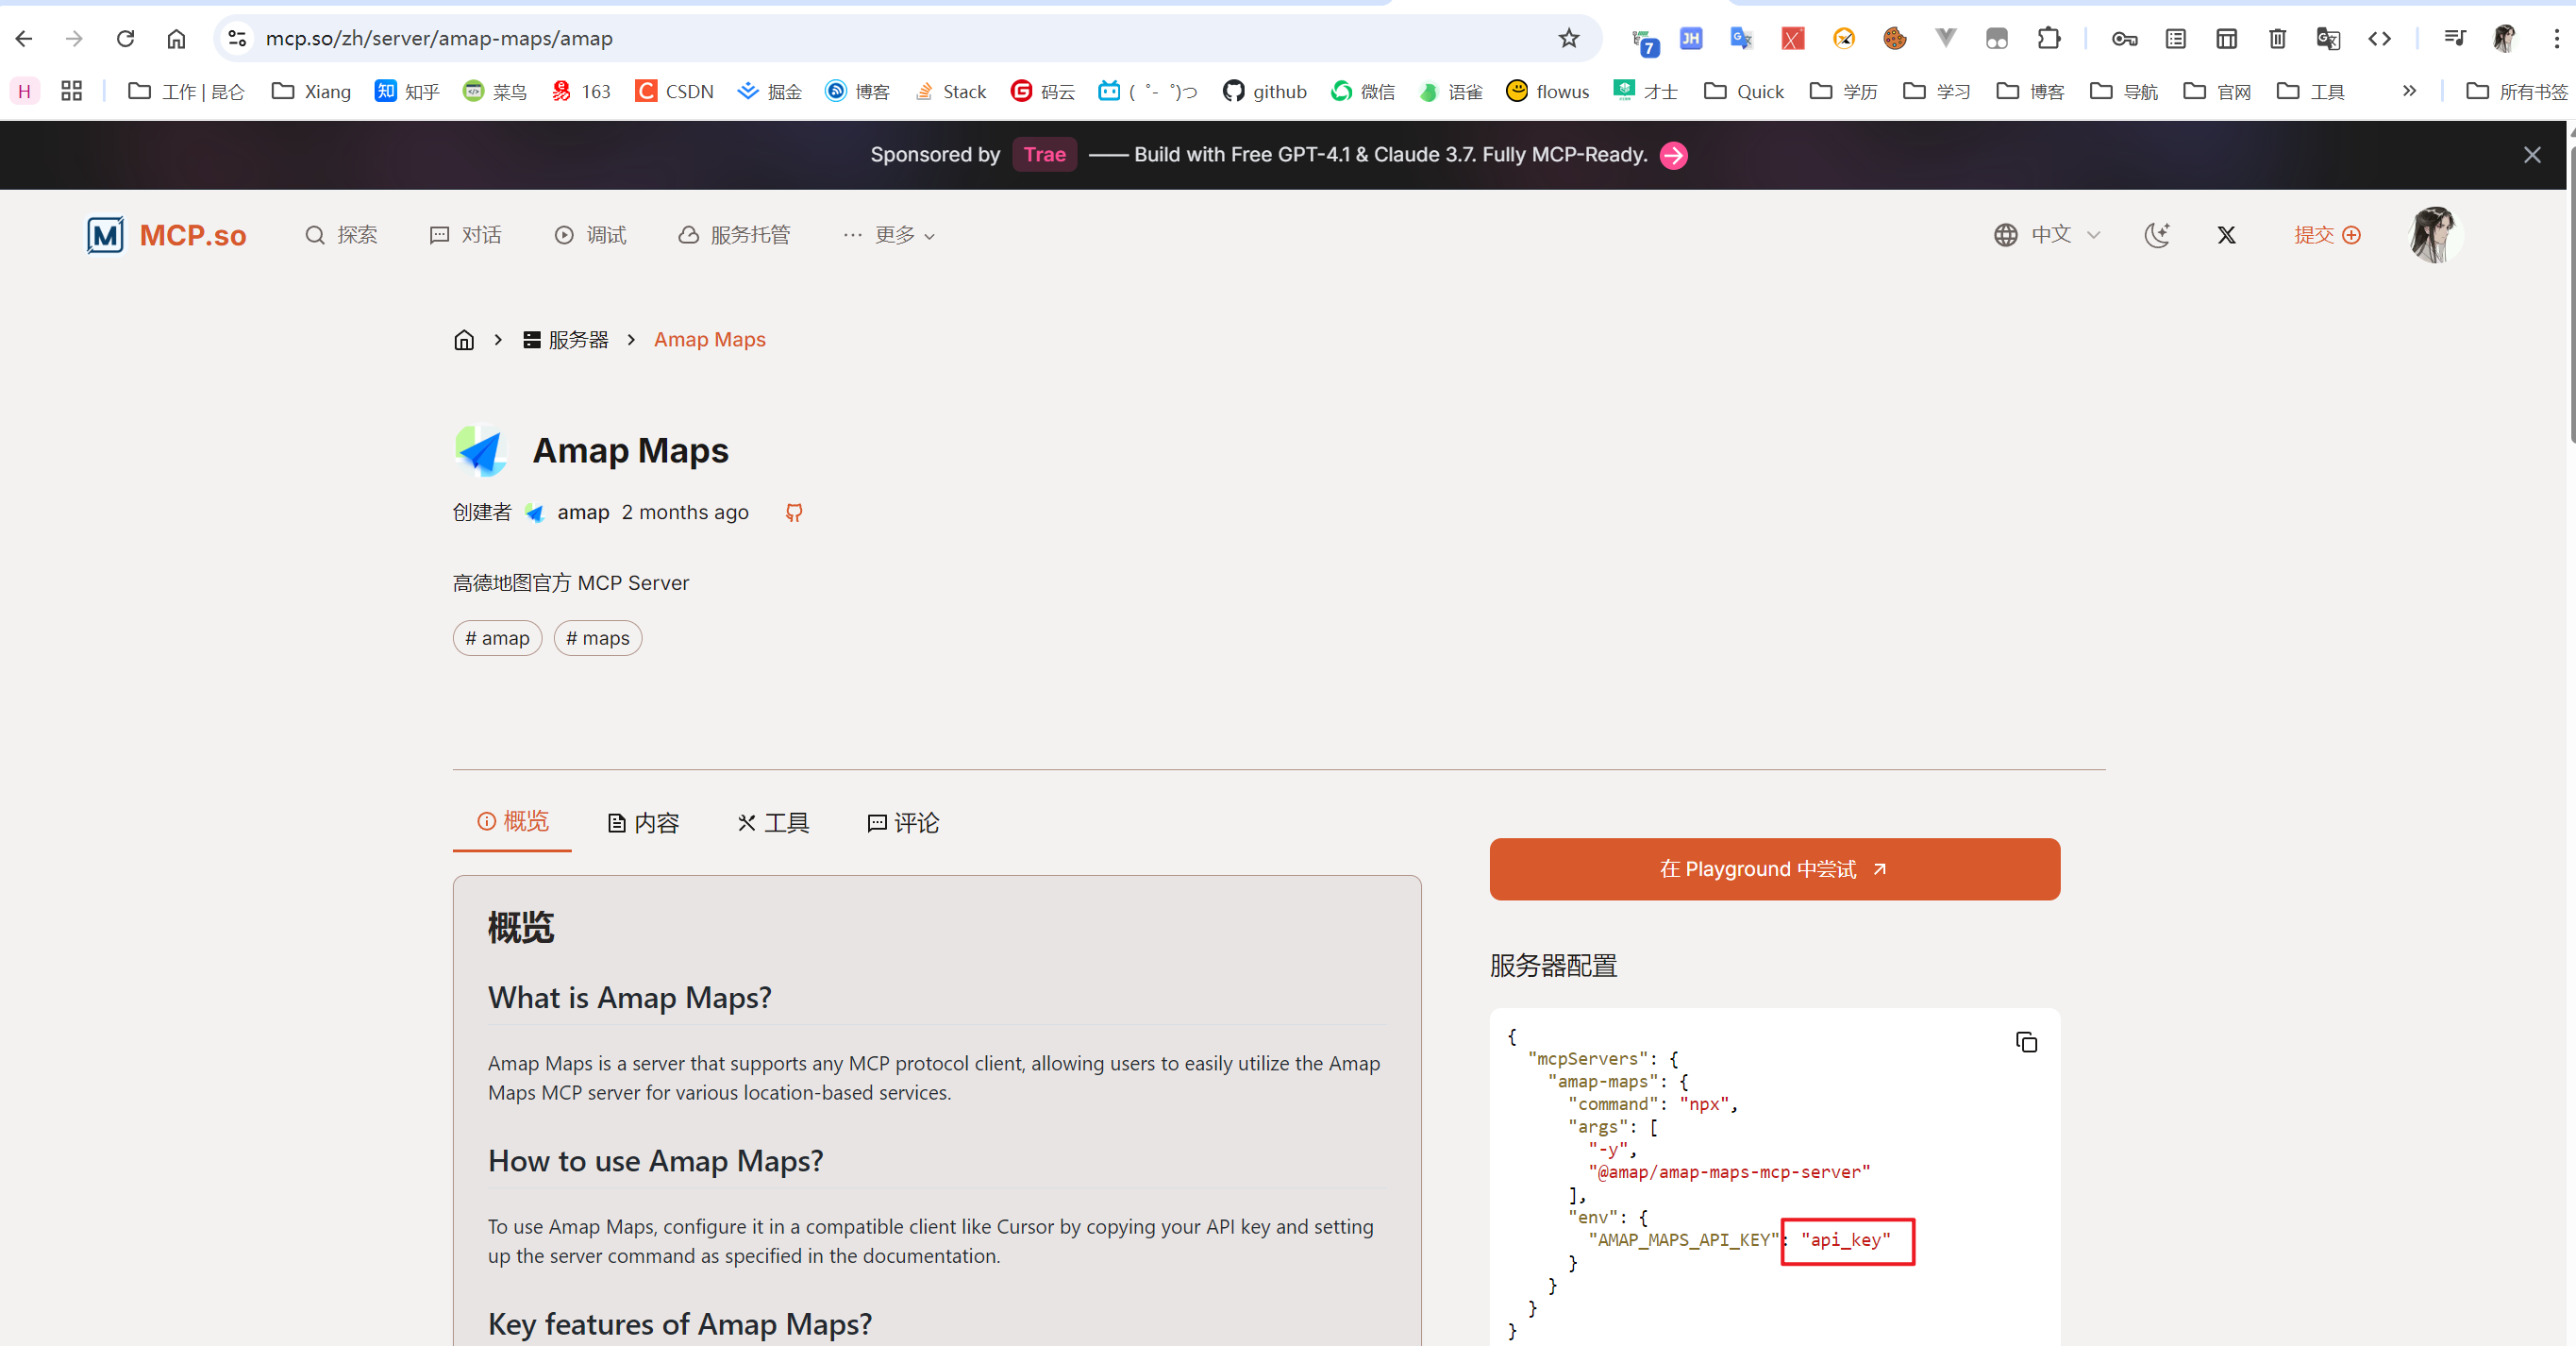 mcp.so/zh/server/amap-maps/amap
7
JH
H
工作 | 昆仑
Xiang
知 知乎
菜鸟
163
C CSDN
掘金
博客
Stack
G 码云
( ゜- ゜)つ
github
微信
语雀
flowus
才士
Quick
学历
学习
博客
导航
官网
工具
所有书签
Sponsored by Trae —— Build with Free GPT-4.1 & Claude 3.7. Fully MCP-Ready.
M MCP.so
探索
对话
调试
服务托管
··· 更多
中文
X
提交
服务器
Amap Maps
Amap Maps
创建者 amap 2 months ago
高德地图官方 MCP Server
# amap
# maps
概览
内容
工具
评论
在 Playground 中尝试
概览
What is Amap Maps?
Amap Maps is a server that supports any MCP protocol client, allowing users to easily utilize the Amap
Maps MCP server for various location-based services.
How to use Amap Maps?
To use Amap Maps, configure it in a compatible client like Cursor by copying your API key and setting
up the server command as specified in the documentation.
Key features of Amap Maps?
服务器配置
{
"mcpServers": {
"amap-maps": {
"command": "npx",
"args": [
"-y",
"@amap/amap-maps-mcp-server"
],
"env": {
"AMAP_MAPS_API_KEY": "api_key"
}
}
}
}